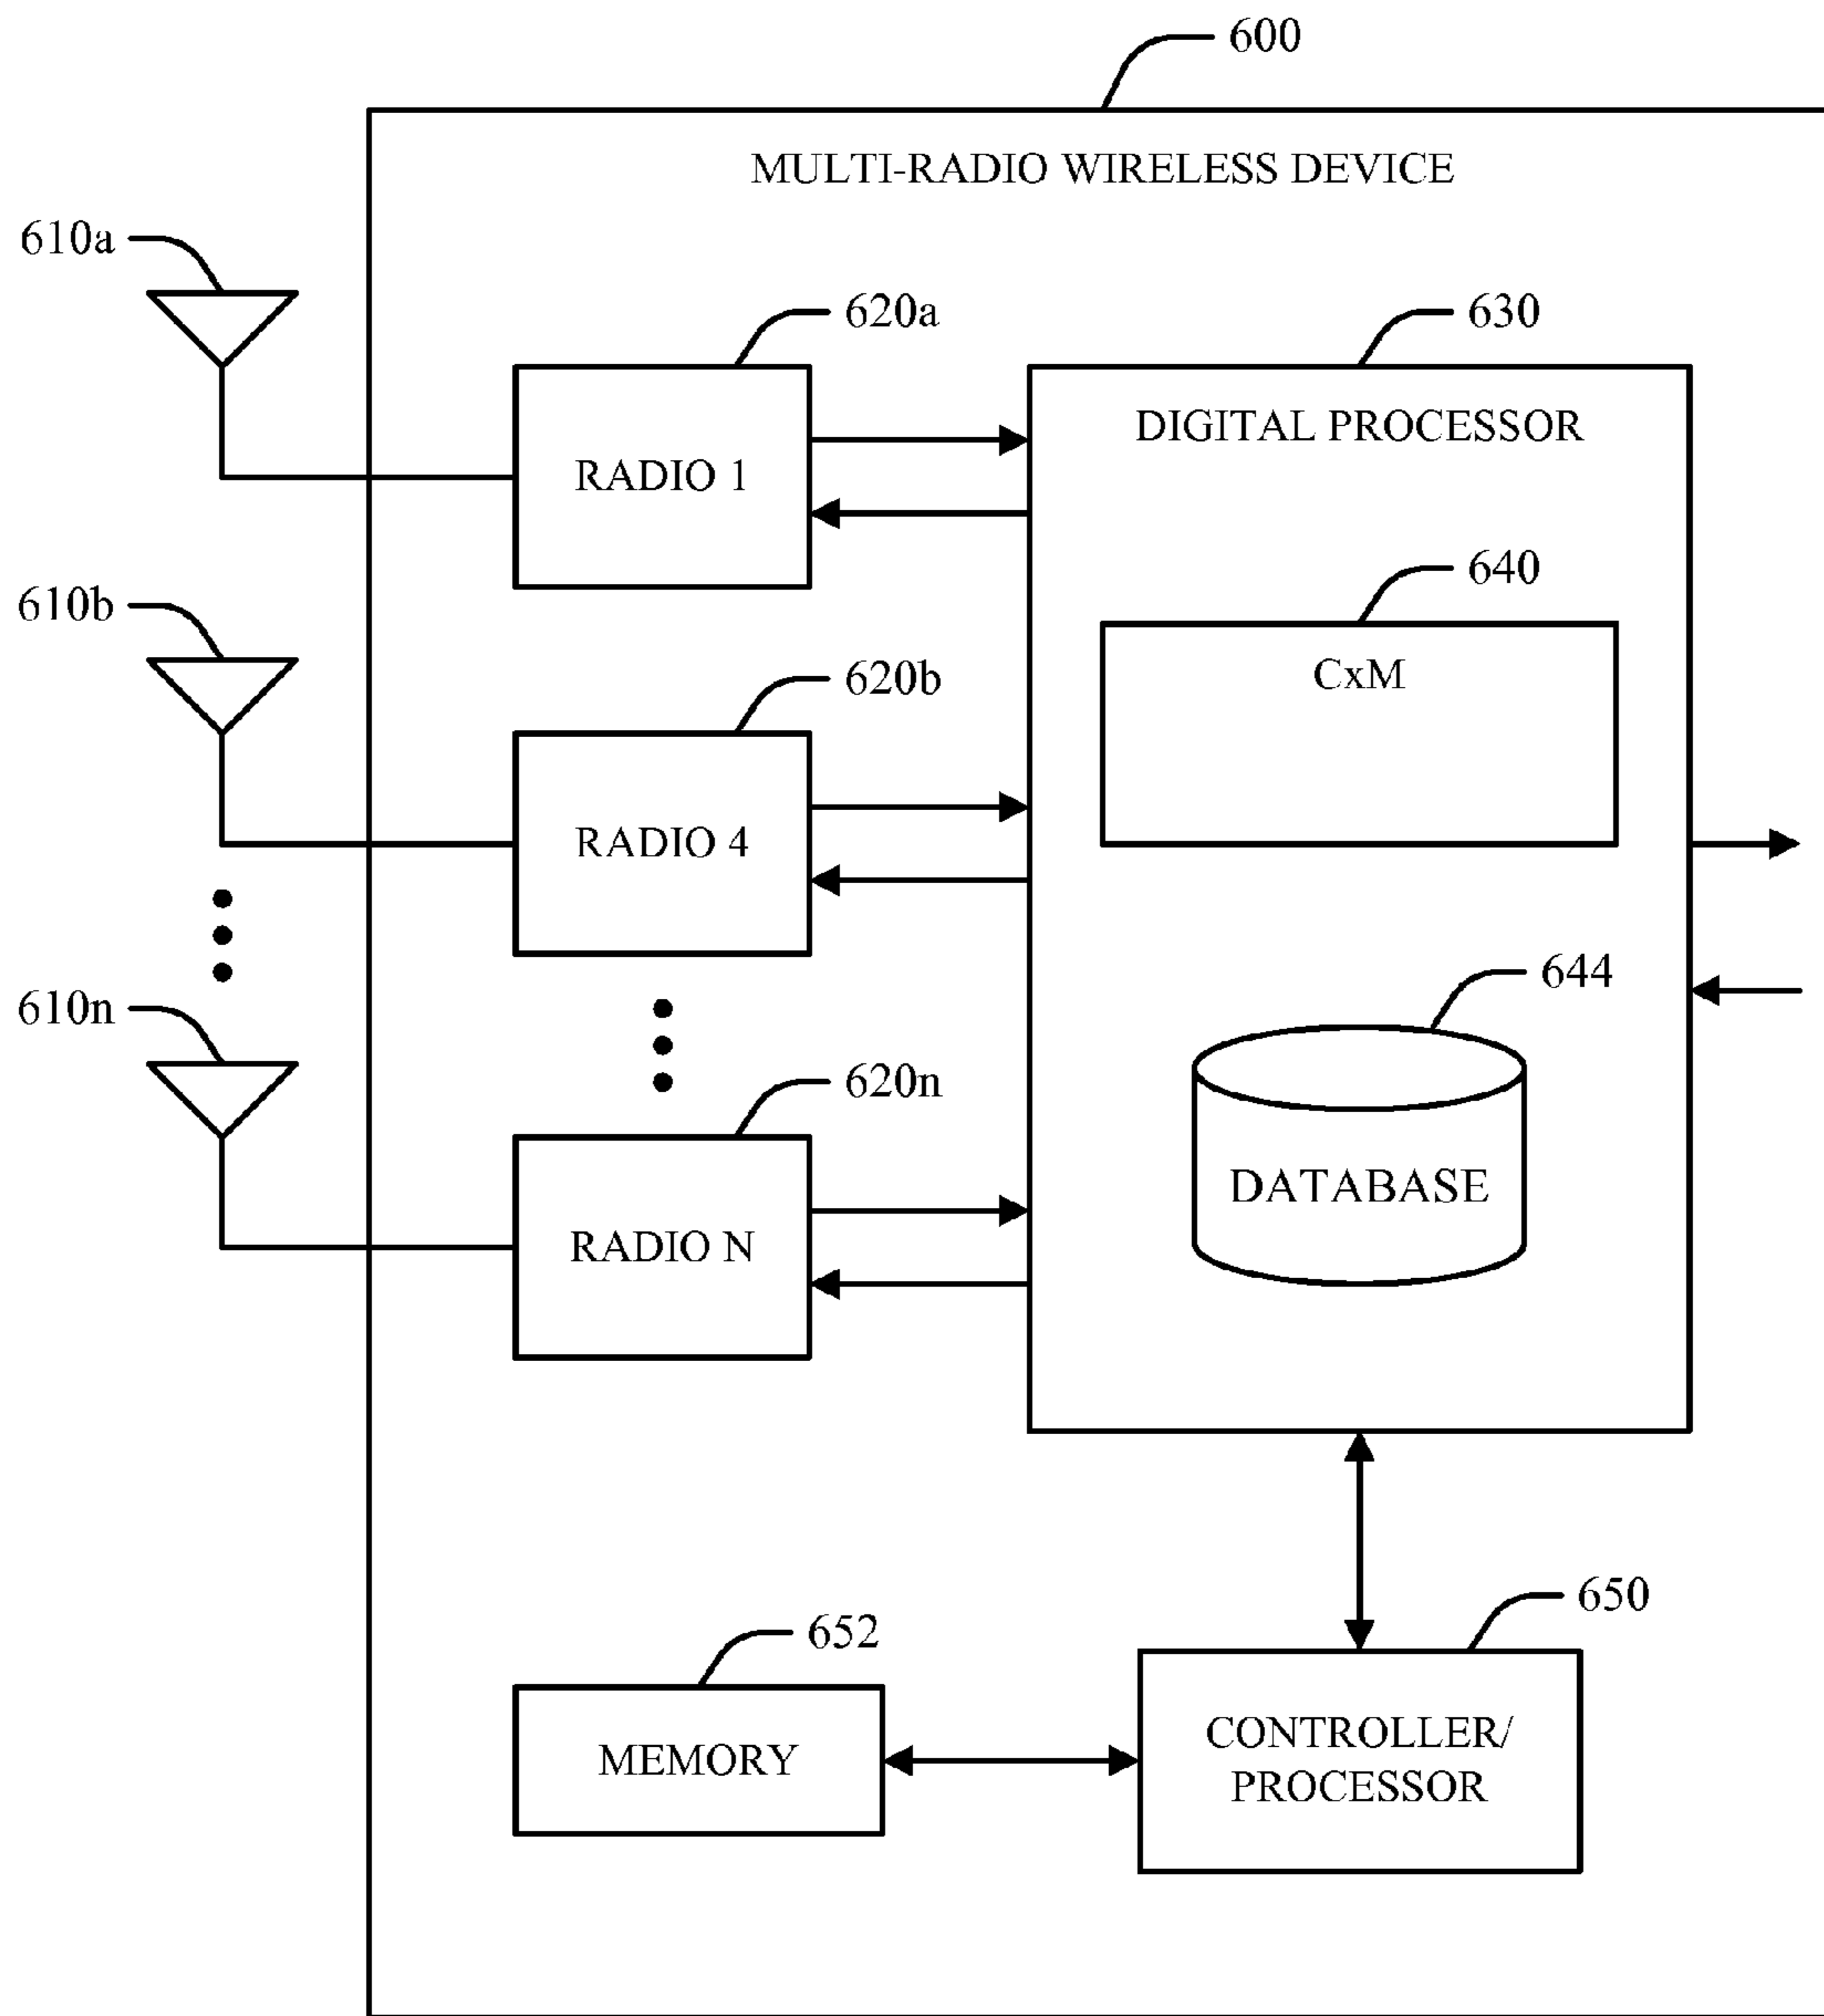 600
MULTI-RADIO WIRELESS DEVICE
610a
620a
630
RADIO 1
DIGITAL PROCESSOR
610b
640
620b
CxM
RADIO 4
610n
644
620n
RADIO N
DATABASE
652
650
MEMORY
CONTROLLER/
PROCESSOR